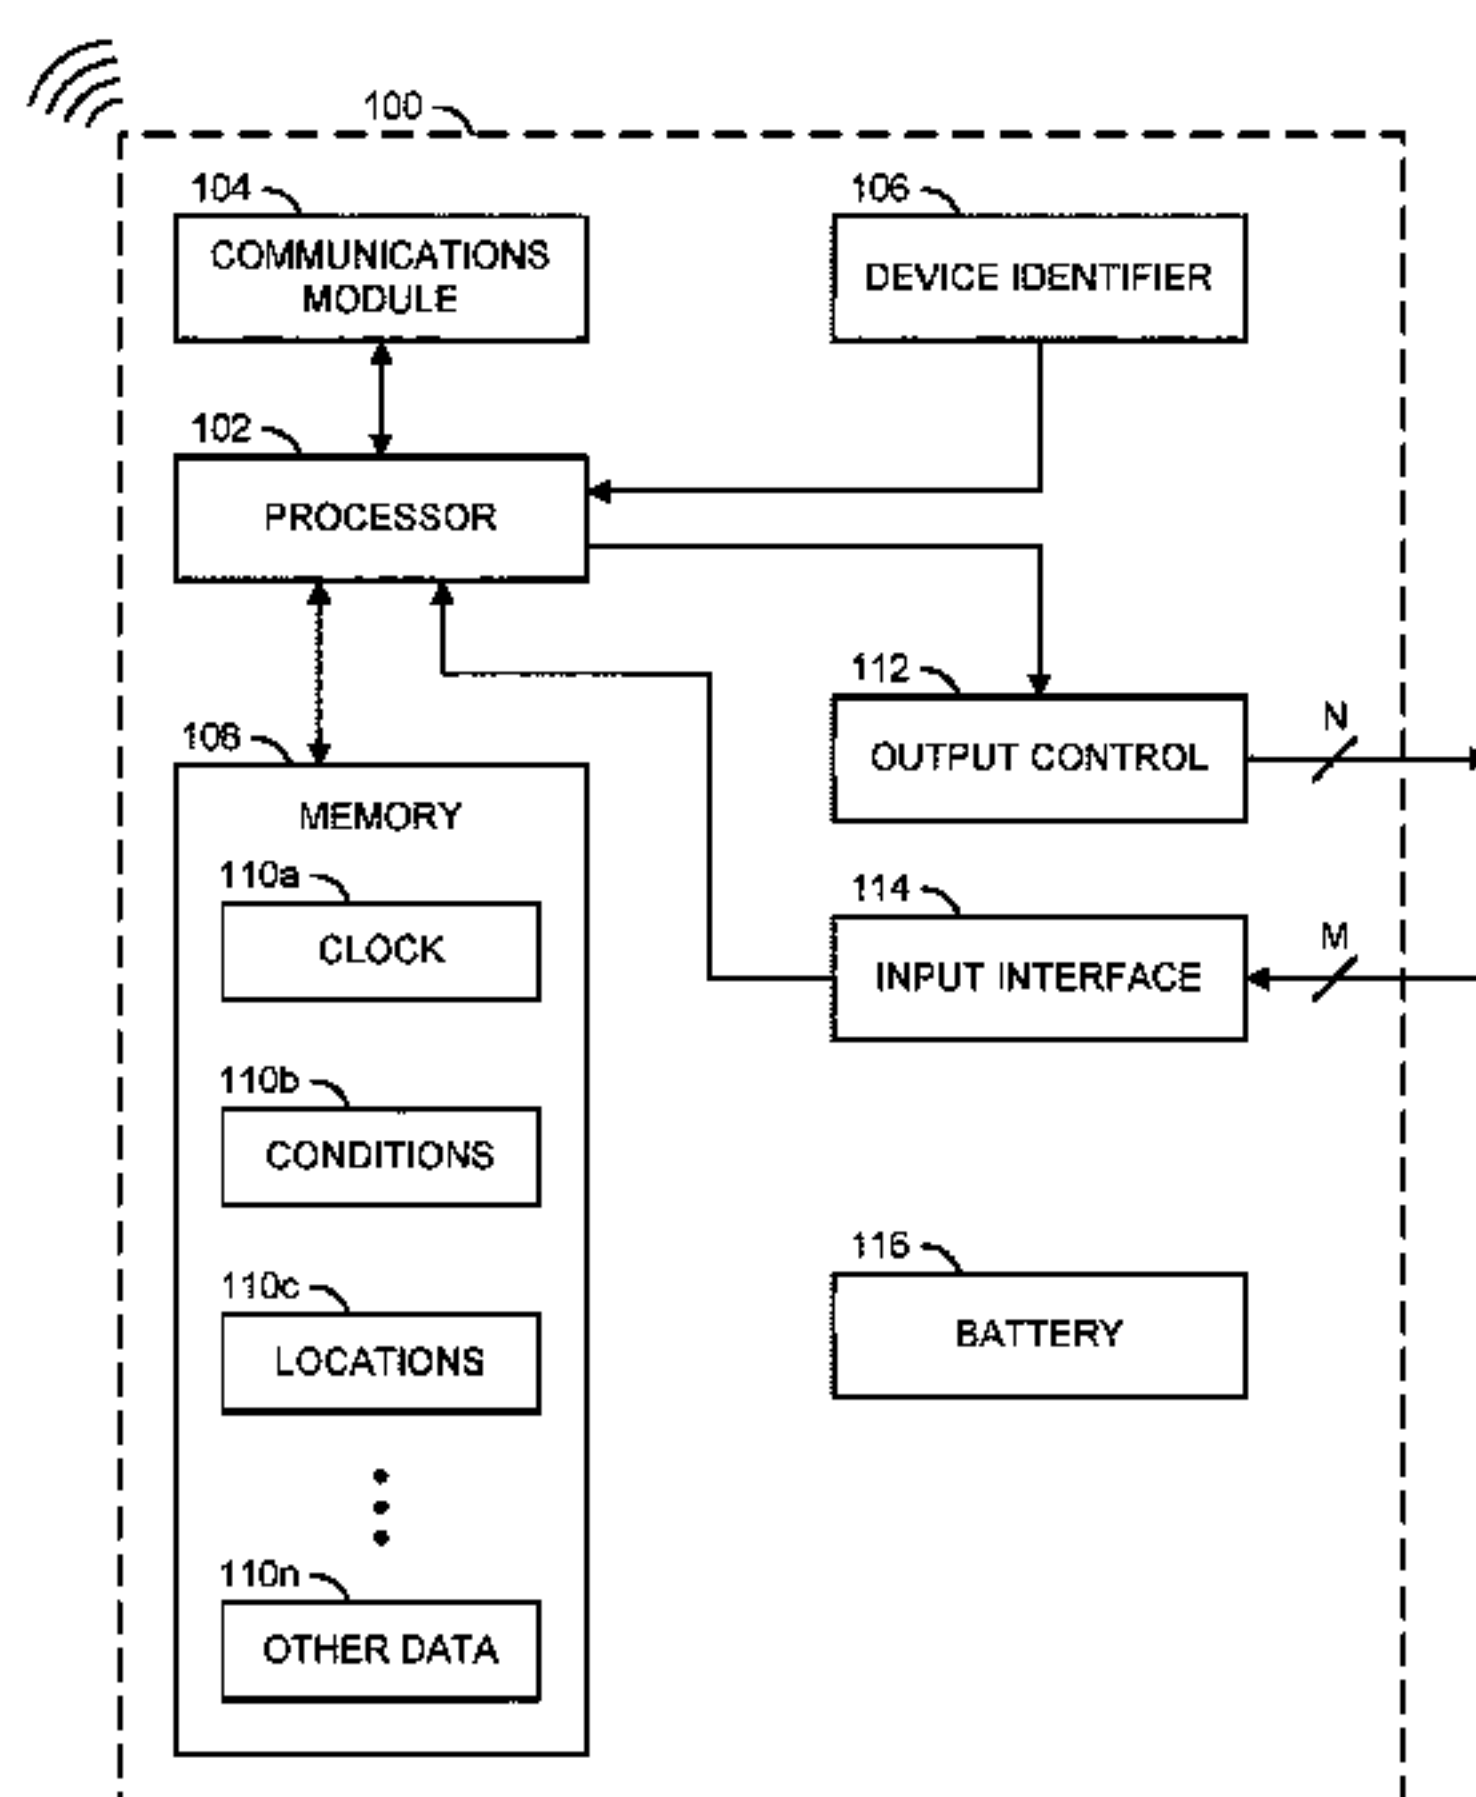 100
104
COMMUNICATIONS
MODULE
106
DEVICE IDENTIFIER
102
PROCESSOR
112
OUTPUT CONTROL
N
108
MEMORY
110a
CLOCK
114
INPUT INTERFACE
M
110b
CONDITIONS
110c
LOCATIONS
116
BATTERY
110n
OTHER DATA